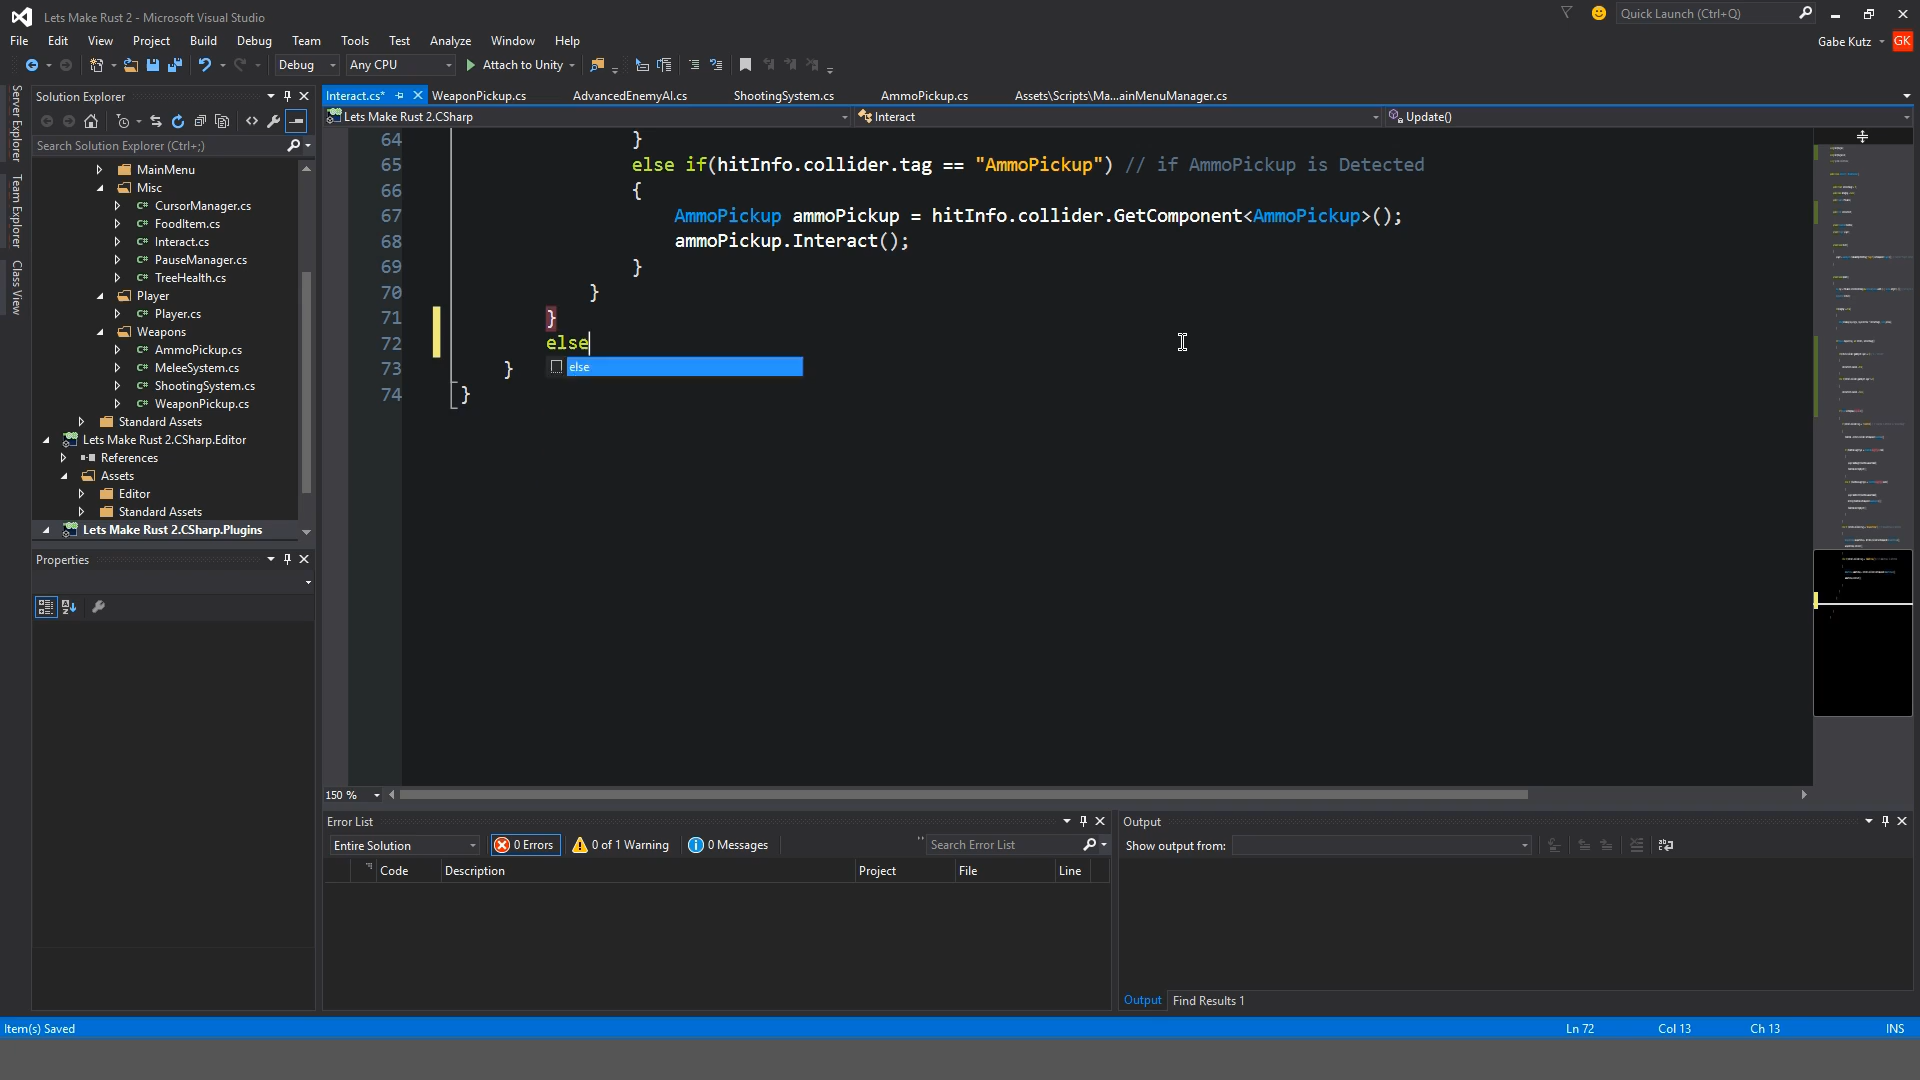 Lets Make Rust 2 - Microsoft Visual Studio
Quick Launch (Ctrl+Q)
File Edit View Project Build Debug Team Tools Test Analyze Window Help
Gabe Kutz GK
Debug Any CPU Attach to Unity
Server Explorer
Team Explorer
Class View
Solution Explorer
Search Solution Explorer (Ctrl+;)
MainMenu
Misc
C# CursorManager.cs
C# FoodItem.cs
C# Interact.cs
C# PauseManager.cs
C# TreeHealth.cs
Player
C# Player.cs
Weapons
C# AmmoPickup.cs
C# MeleeSystem.cs
C# ShootingSystem.cs
C# WeaponPickup.cs
Standard Assets
Lets Make Rust 2.CSharp.Editor
References
Assets
Editor
Standard Assets
Lets Make Rust 2.CSharp.Plugins
Properties
Interact.cs* WeaponPickup.cs AdvancedEnemyAI.cs ShootingSystem.cs AmmoPickup.cs Assets\Scripts\Ma...ainMenuManager.cs
Lets Make Rust 2.CSharp Interact Update()
64 }
65 else if(hitInfo.collider.tag == "AmmoPickup") // if AmmoPickup is Detected
66 {
67 AmmoPickup ammoPickup = hitInfo.collider.GetComponent<AmmoPickup>();
68 ammoPickup.Interact();
69 }
70 }
71 }
72 else
else
73 }
74 }
150 %
Error List
Entire Solution 0 Errors 0 of 1 Warning 0 Messages Search Error List
Code Description Project File Line
Output
Show output from:
Output Find Results 1
Item(s) Saved Ln 72 Col 13 Ch 13 INS